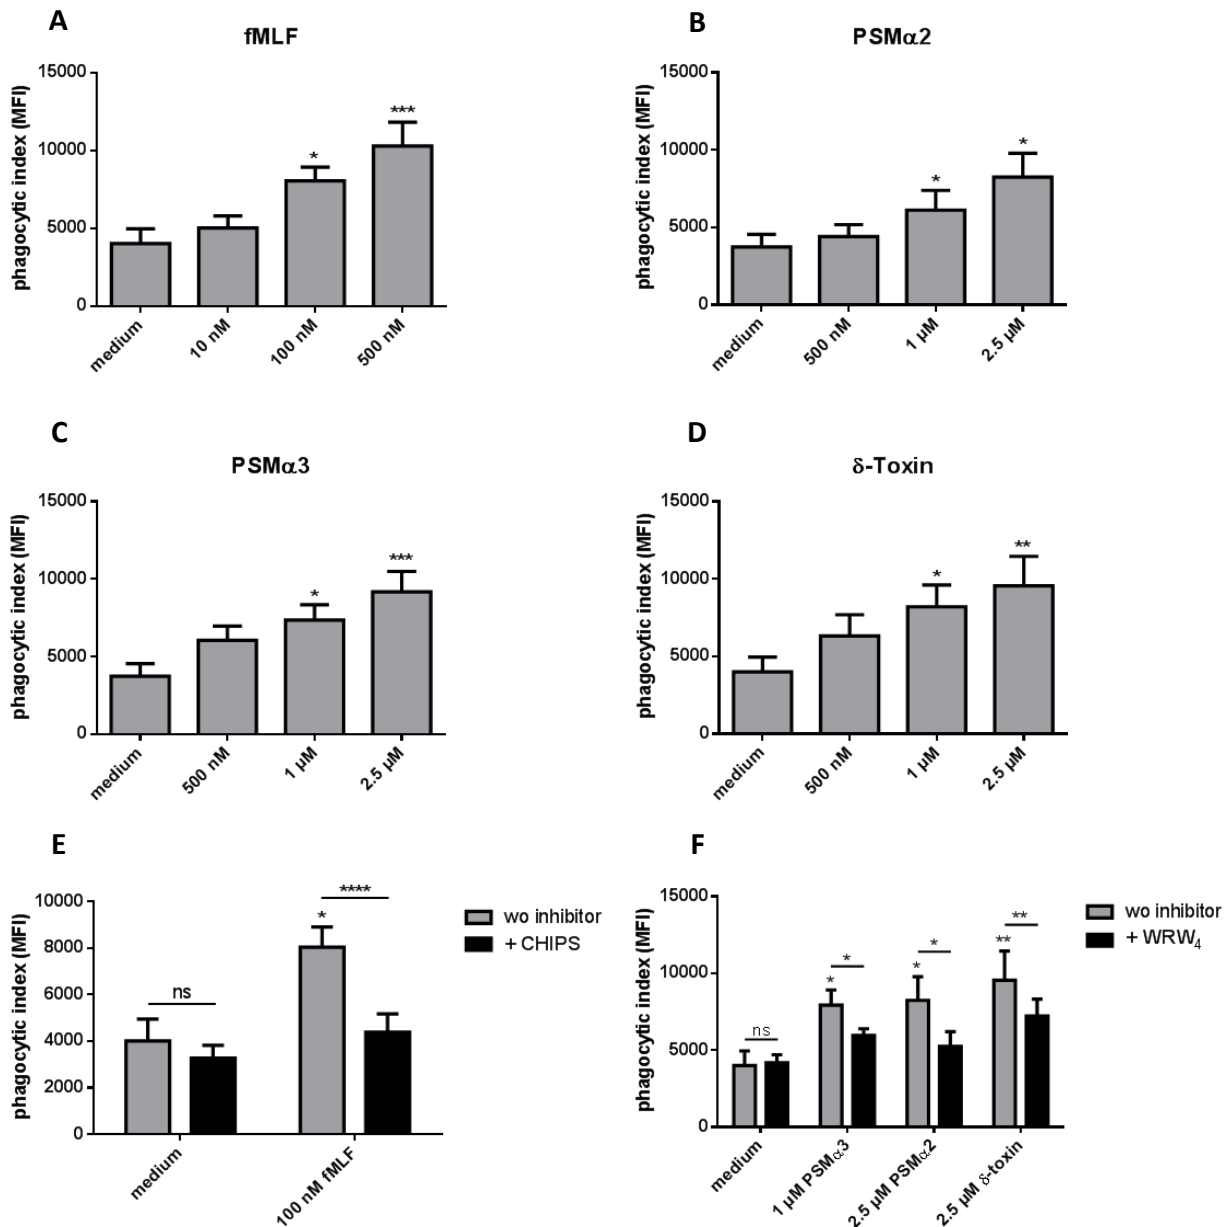 A
fMLF
phagocytic index (MFI)
15000
10000
5000
0
*
***
medium
10 nM
100 nM
500 nM
B
PSMα2
phagocytic index (MFI)
15000
10000
5000
0
*
*
medium
500 nM
1 µM
2.5 µM
C
PSMα3
phagocytic index (MFI)
15000
10000
5000
0
*
***
medium
500 nM
1 µM
2.5 µM
D
δ-Toxin
phagocytic index (MFI)
15000
10000
5000
0
*
**
medium
500 nM
1 µM
2.5 µM
E
phagocytic index (MFI)
10000
8000
6000
4000
2000
0
ns
****
*
medium
100 nM fMLF
wo inhibitor
+ CHIPS
F
phagocytic index (MFI)
15000
10000
5000
0
ns
*
*
*
*
**
**
medium
1 µM PSMα3
2.5 µM PSMα2
2.5 µM δ-toxin
wo inhibitor
+ WRW₄